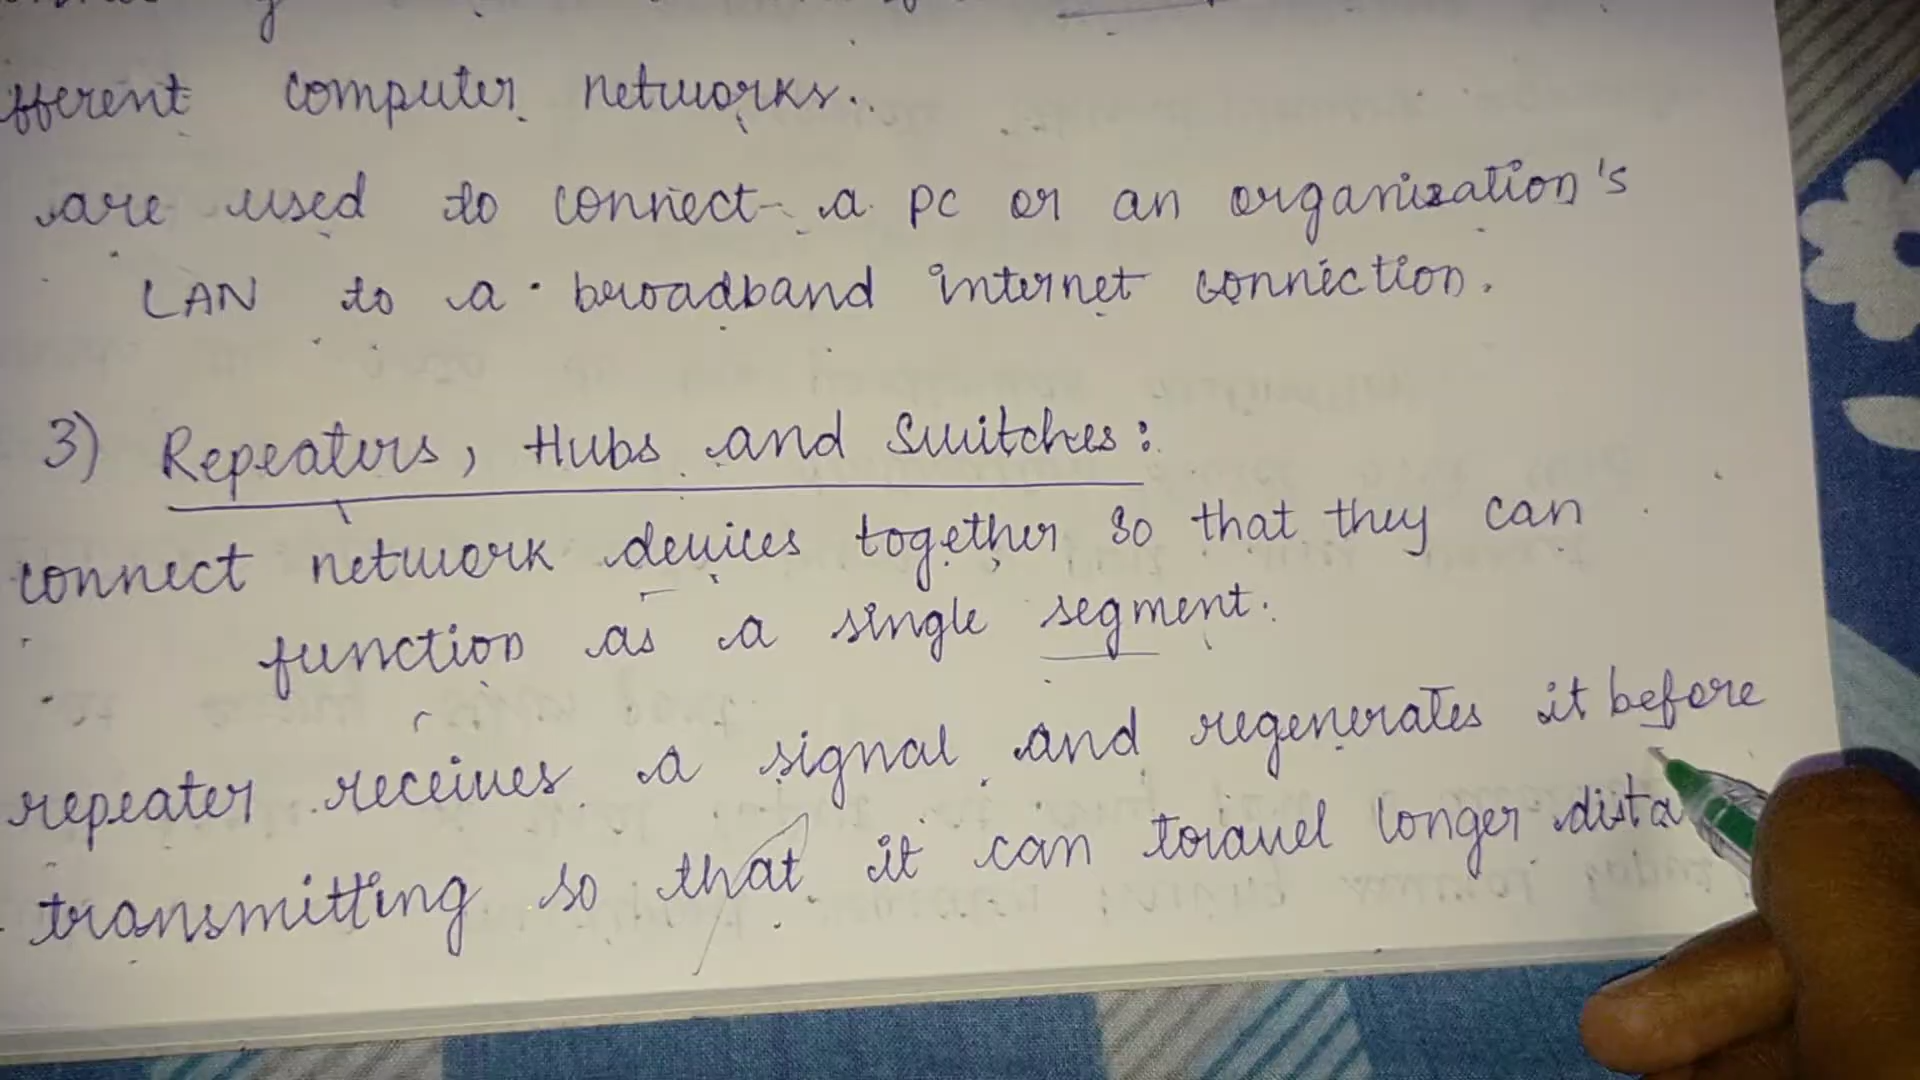 fferent computer networks.
are used to connect a PC or an organization's
LAN to a broadband internet connection.
3) Repeaters, Hubs and Switches:
connect network devices together so that they can
function as a single segment.
repeater receives a signal and regenerates it before
transmitting so that it can travel longer dista